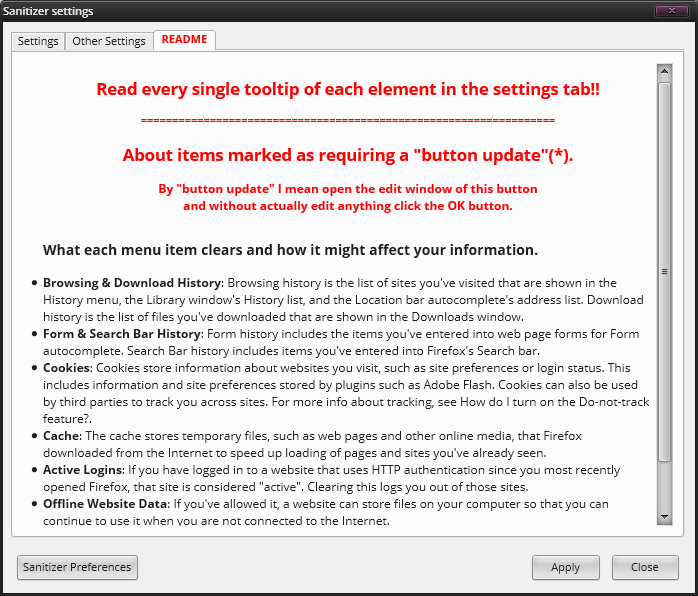 Sanitizer settings
Settings
Other Settings
README
Read every single tooltip of each element in the settings tab!!
==================================================================
About items marked as requiring a "button update"(*).
By "button update" I mean open the edit window of this button
and without actually edit anything click the OK button.
What each menu item clears and how it might affect your information.
• Browsing & Download History: Browsing history is the list of sites you've visited that are shown in the
History menu, the Library window's History list, and the Location bar autocomplete's address list. Download
history is the list of files you've downloaded that are shown in the Downloads window.
• Form & Search Bar History: Form history includes the items you've entered into web page forms for Form
autocomplete. Search Bar history includes items you've entered into Firefox's Search bar.
• Cookies: Cookies store information about websites you visit, such as site preferences or login status. This
includes information and site preferences stored by plugins such as Adobe Flash. Cookies can also be used
by third parties to track you across sites. For more info about tracking, see How do I turn on the Do-not-track
feature?.
• Cache: The cache stores temporary files, such as web pages and other online media, that Firefox
downloaded from the Internet to speed up loading of pages and sites you've already seen.
• Active Logins: If you have logged in to a website that uses HTTP authentication since you most recently
opened Firefox, that site is considered "active". Clearing this logs you out of those sites.
• Offline Website Data: If you've allowed it, a website can store files on your computer so that you can
continue to use it when you are not connected to the Internet.
Sanitizer Preferences
Apply
Close